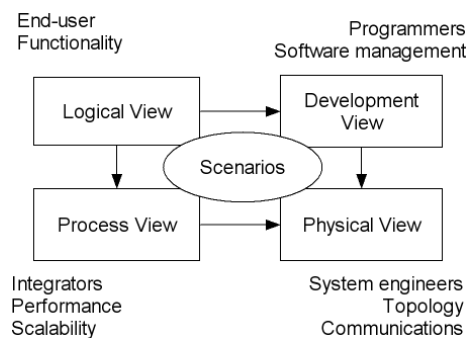 End-user
Functionality
Programmers
Software management
Logical View
Development
View
Scenarios
Process View
Physical View
Integrators
Performance
Scalability
System engineers
Topology
Communications